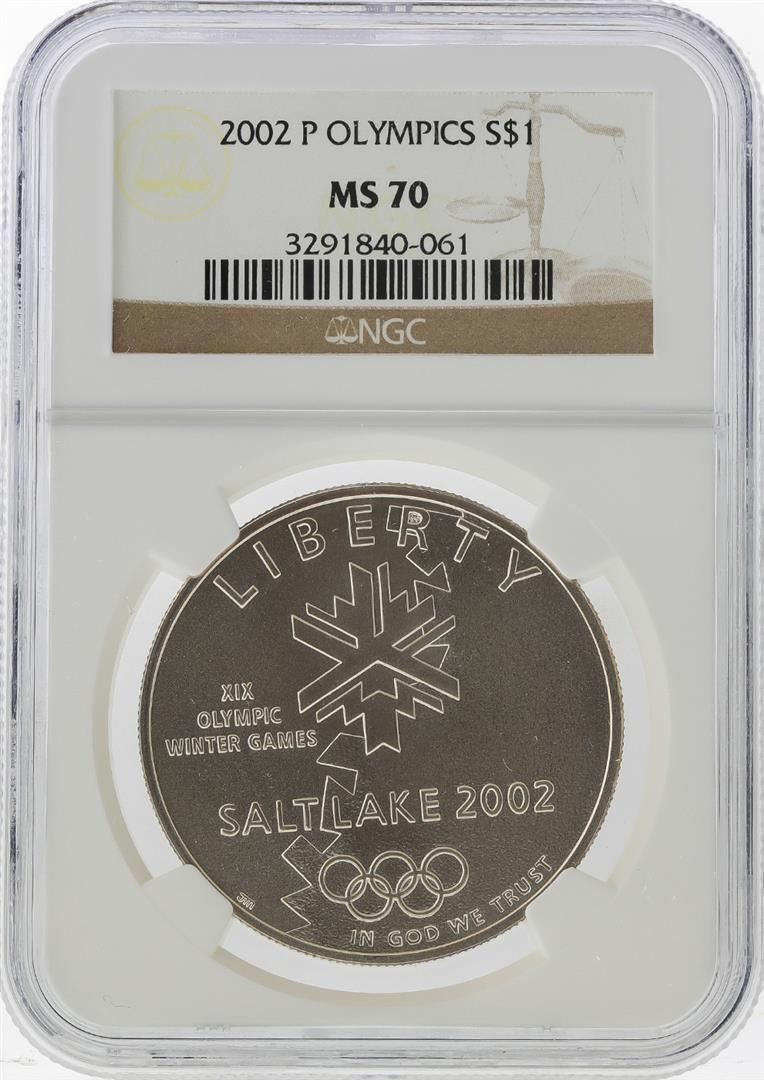 2002 P OLYMPICS S$1
MS 70
NGC
3291840-061
NGC
LIBERTY
XIX
OLYMPIC
WINTER GAMES
SALT LAKE 2002
IN GOD WE TRUST